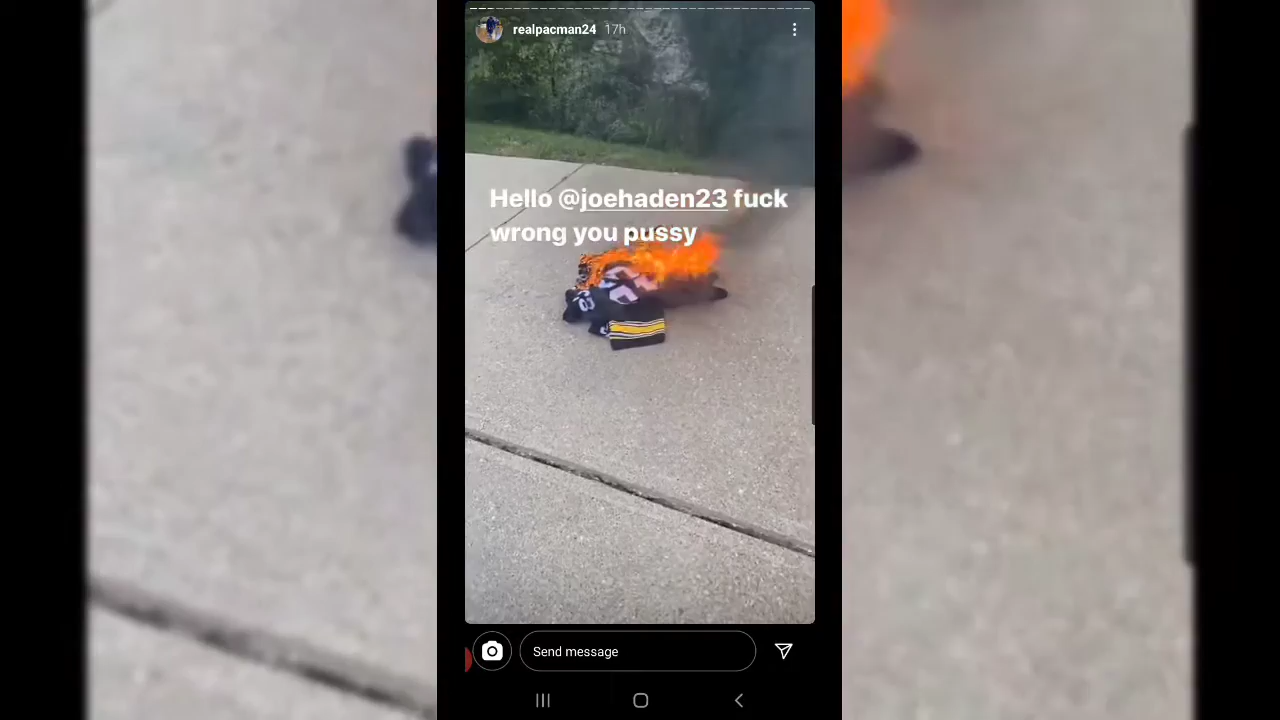 realpacman24 17h
Hello @joehaden23 fuck
wrong you pussy
Send message